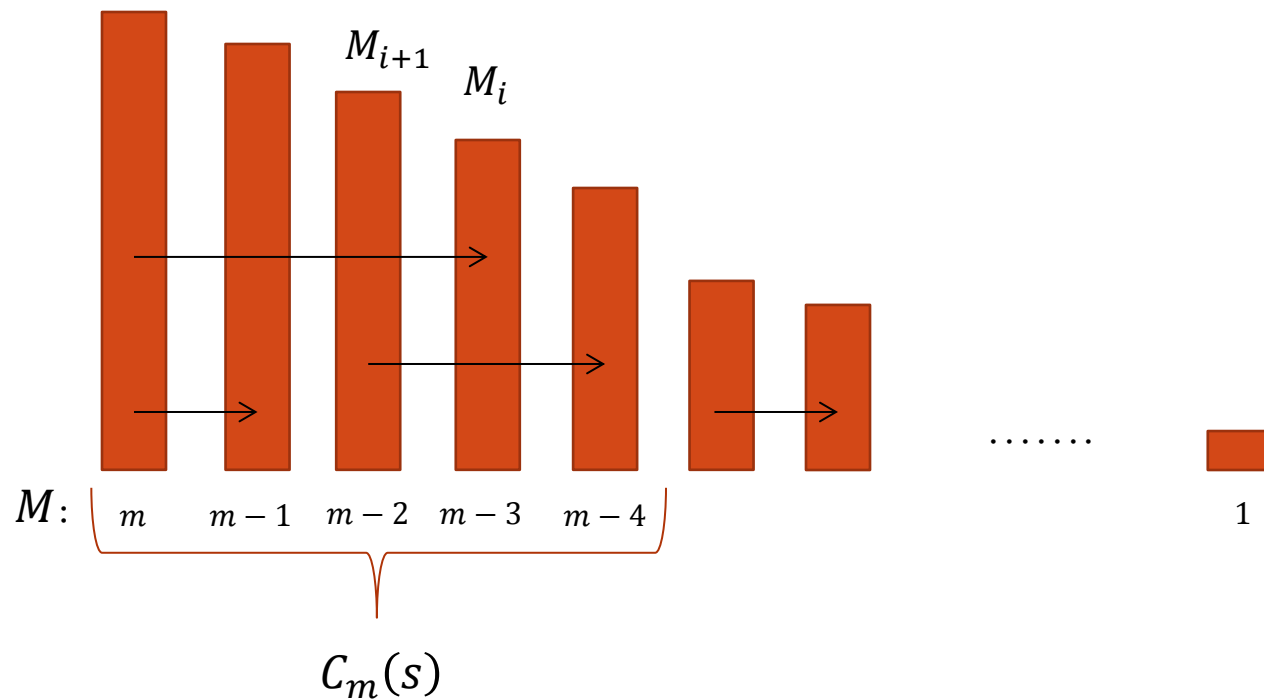 M_{i+1}
M_i
.......
M: m m − 1 m − 2 m − 3 m − 4 1
C_m(s)